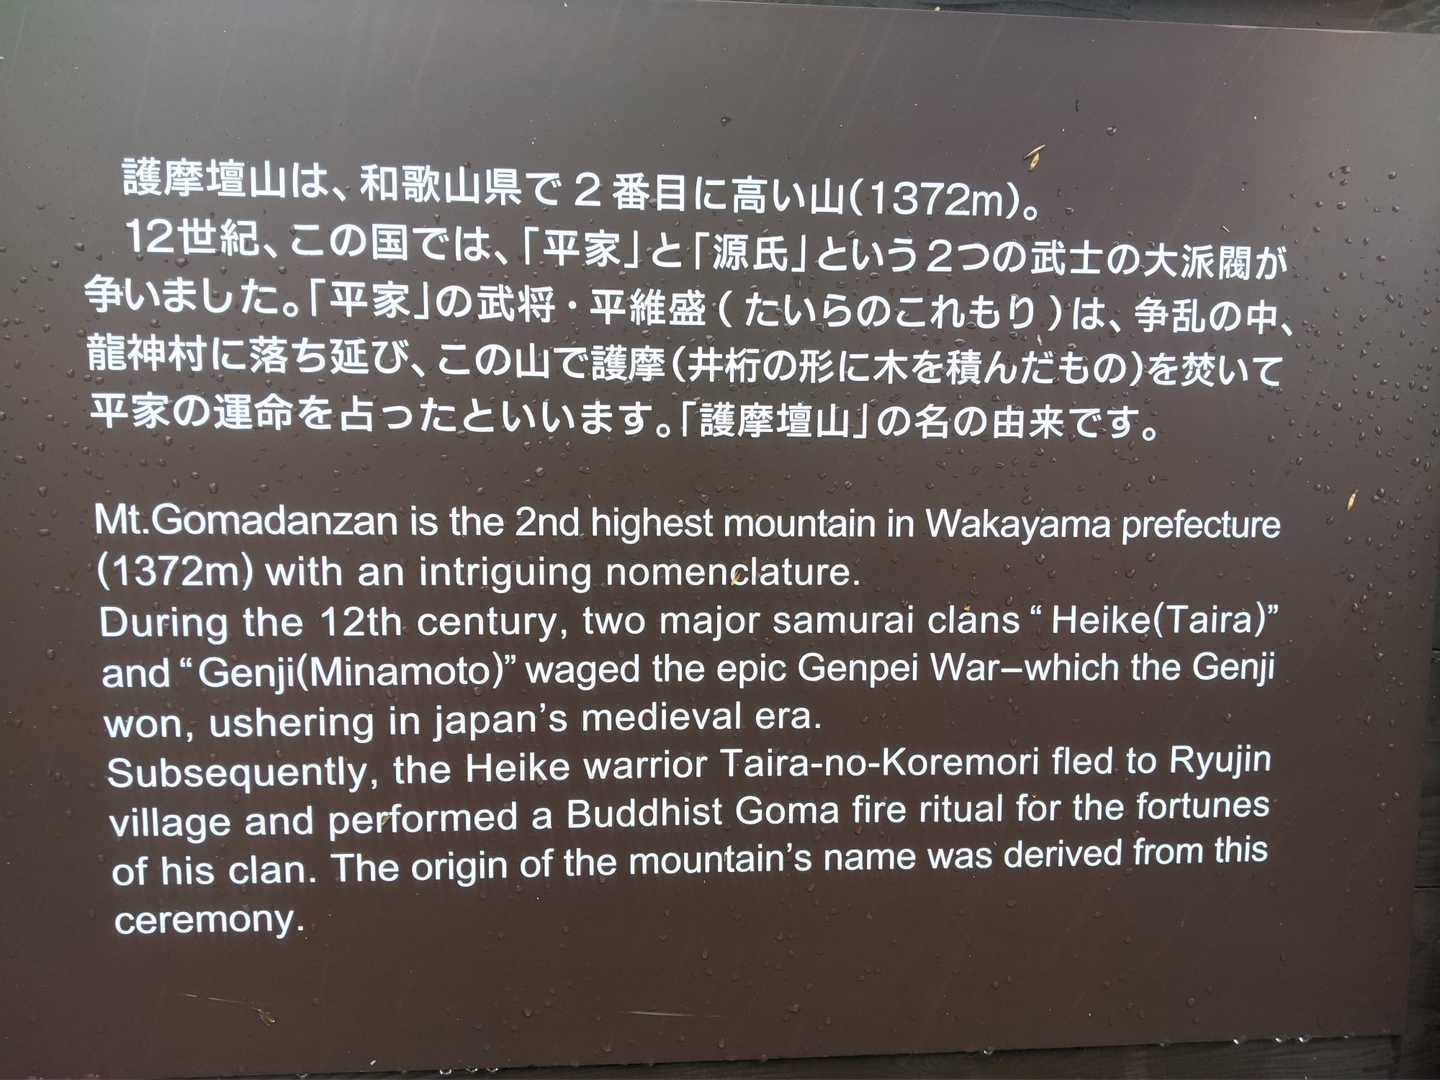 護摩壇山は、和歌山県で２番目に高い山(1372m)。
12世紀、この国では、「平家」と「源氏」という２つの武士の大派閥が
争いました。「平家」の武将・平維盛(たいらのこれもり)は、争乱の中、
龍神村に落ち延び、この山で護摩(井桁の形に木を積んだもの)を焚いて
平家の運命を占ったといいます。「護摩壇山」の名の由来です。
Mt.Gomadanzan is the 2nd highest mountain in Wakayama prefecture
(1372m) with an intriguing nomenclature.
During the 12th century, two major samurai clans “ Heike(Taira)”
and “Genji(Minamoto)” waged the epic Genpei War–which the Genji
won, ushering in japan’s medieval era.
Subsequently, the Heike warrior Taira-no-Koremori fled to Ryujin
village and performed a Buddhist Goma fire ritual for the fortunes
of his clan. The origin of the mountain’s name was derived from this
ceremony.